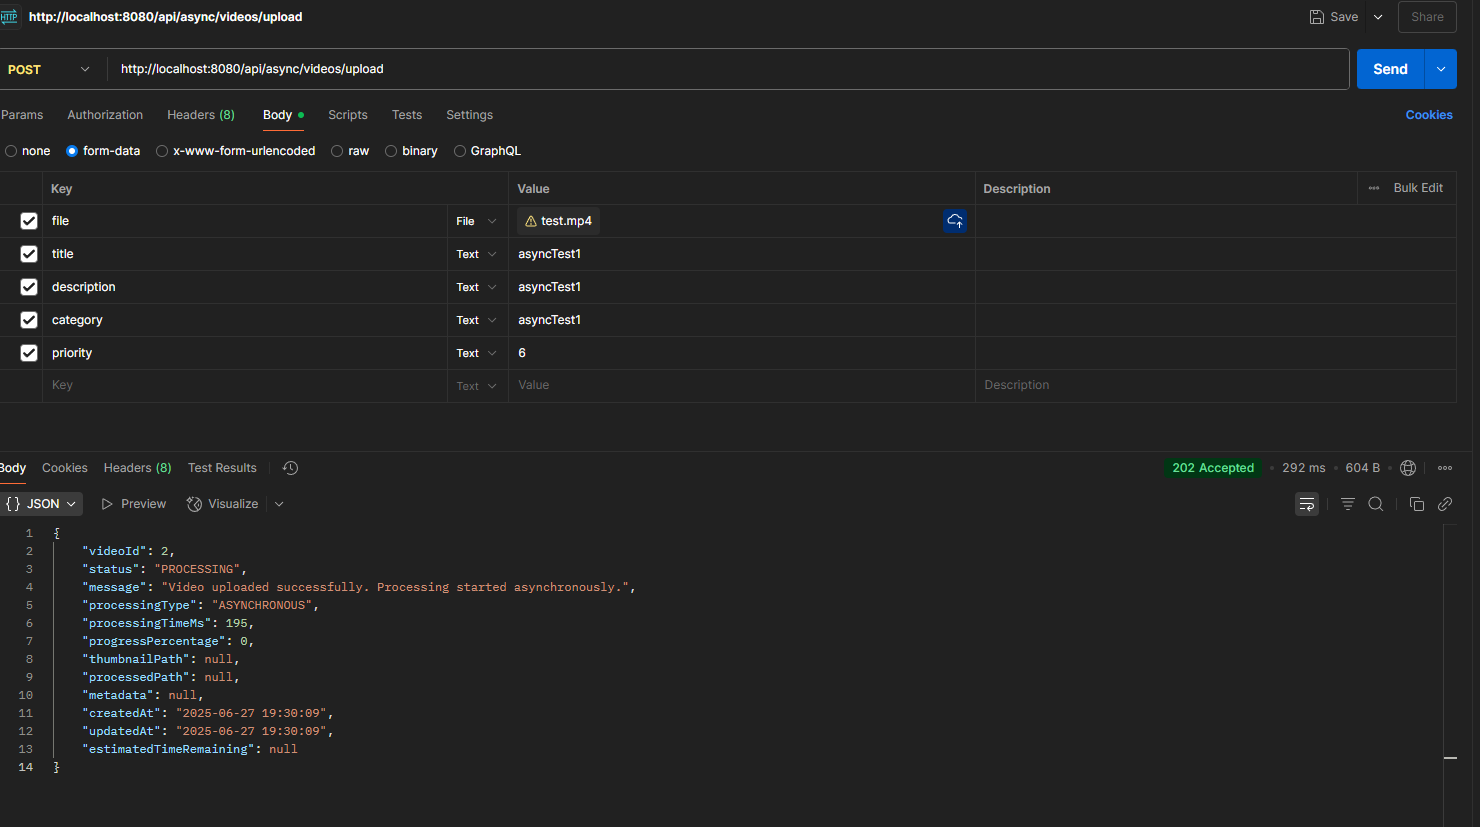 HTTP http://localhost:8080/api/async/videos/upload Save Share
POST http://localhost:8080/api/async/videos/upload Send
Params Authorization Headers (8) Body Scripts Tests Settings Cookies
none form-data x-www-form-urlencoded raw binary GraphQL
Key Value Description Bulk Edit
file File test.mp4
title Text asyncTest1
description Text asyncTest1
category Text asyncTest1
priority Text 6
Key Text Value Description
Body Cookies Headers (8) Test Results 202 Accepted 292 ms 604 B
{} JSON Preview Visualize
1 {
2 "videoId": 2,
3 "status": "PROCESSING",
4 "message": "Video uploaded successfully. Processing started asynchronously.",
5 "processingType": "ASYNCHRONOUS",
6 "processingTimeMs": 195,
7 "progressPercentage": 0,
8 "thumbnailPath": null,
9 "processedPath": null,
10 "metadata": null,
11 "createdAt": "2025-06-27 19:30:09",
12 "updatedAt": "2025-06-27 19:30:09",
13 "estimatedTimeRemaining": null
14 }